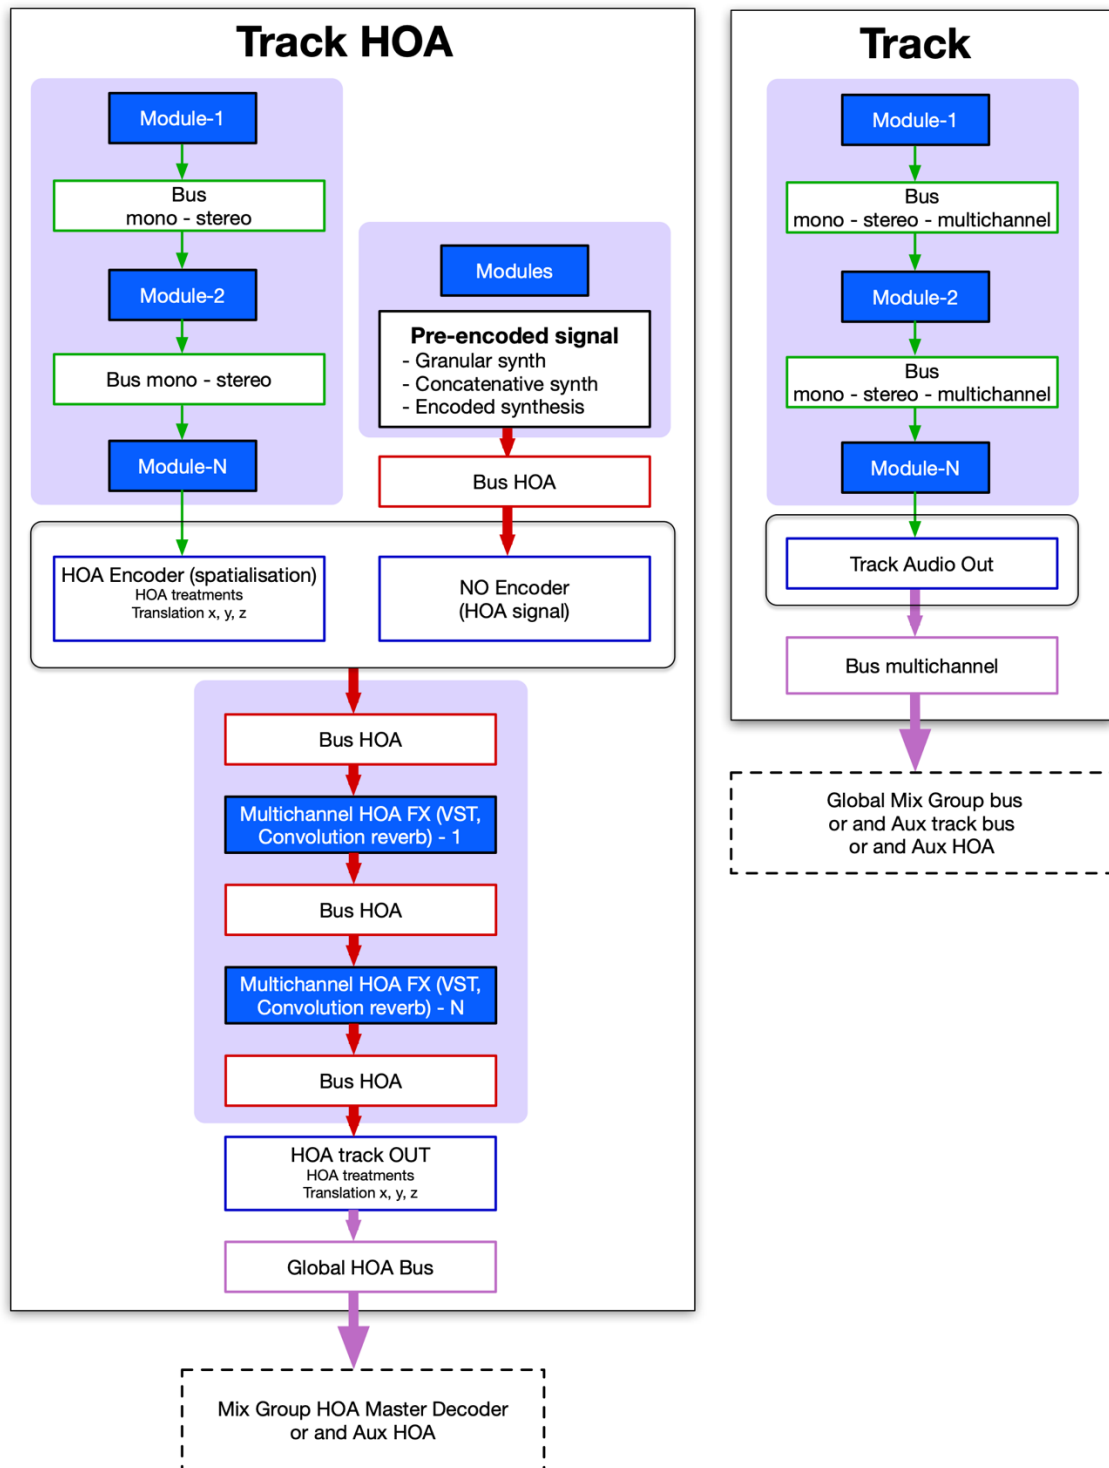 Track HOA
Module-1
Bus
mono - stereo
Module-2
Bus mono - stereo
Module-N
Modules
Pre-encoded signal
- Granular synth
- Concatenative synth
- Encoded synthesis
Bus HOA
HOA Encoder (spatialisation)
HOA treatments
Translation x, y, z
NO Encoder
(HOA signal)
Bus HOA
Multichannel HOA FX (VST,
Convolution reverb) - 1
Bus HOA
Multichannel HOA FX (VST,
Convolution reverb) - N
Bus HOA
HOA track OUT
HOA treatments
Translation x, y, z
Global HOA Bus
Mix Group HOA Master Decoder
or and Aux HOA
Track
Module-1
Bus
mono - stereo - multichannel
Module-2
Bus
mono - stereo - multichannel
Module-N
Track Audio Out
Bus multichannel
Global Mix Group bus
or and Aux track bus
or and Aux HOA